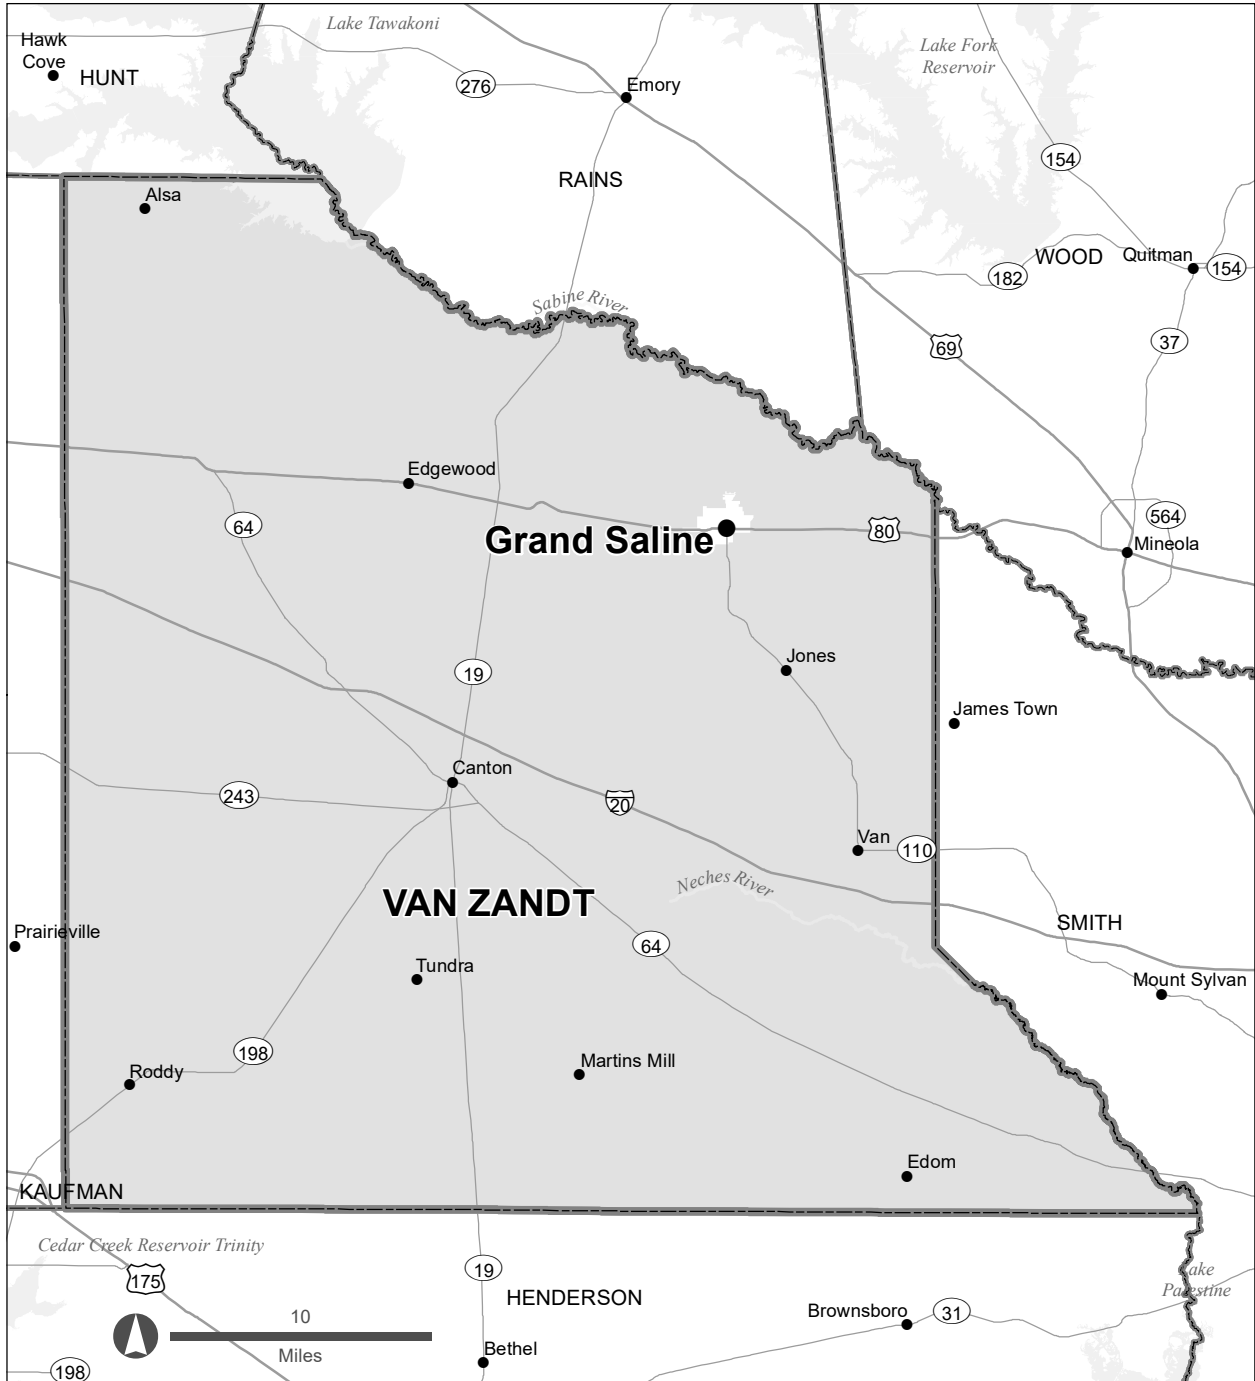 Lake Tawakoni
Hawk
Cove
HUNT
Lake Fork
Reservoir
276
Emory
154
RAINS
Alsa
WOOD
Quitman
182
154
Sabine River
37
69
Edgewood
64
Grand Saline
80
564
Mineola
Jones
19
James Town
Canton
243
20
Van
110
Neches River
VAN ZANDT
SMITH
Prairieville
64
Tundra
Mount Sylvan
198
Martins Mill
Roddy
Edom
KAUFMAN
Cedar Creek Reservoir Trinity
175
19
Lake
Palestine
HENDERSON
10
Brownsboro
31
Miles
Bethel
198